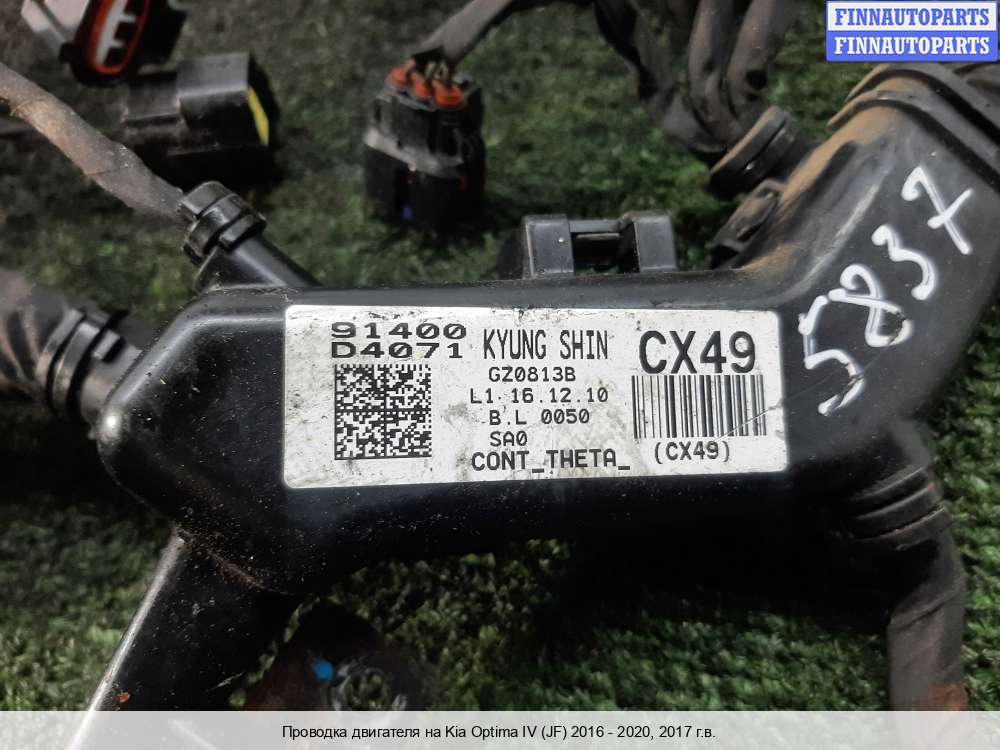 FINNAUTOPARTS
FINNAUTOPARTS
5837
91400
D4071
KYUNG SHIN
GZ0813B
L1 16.12.10
B.L 0050
SA0
CONT_THETA_
CX49
(CX49)
Проводка двигателя на Kia Optima IV (JF) 2016 - 2020, 2017 г.в.